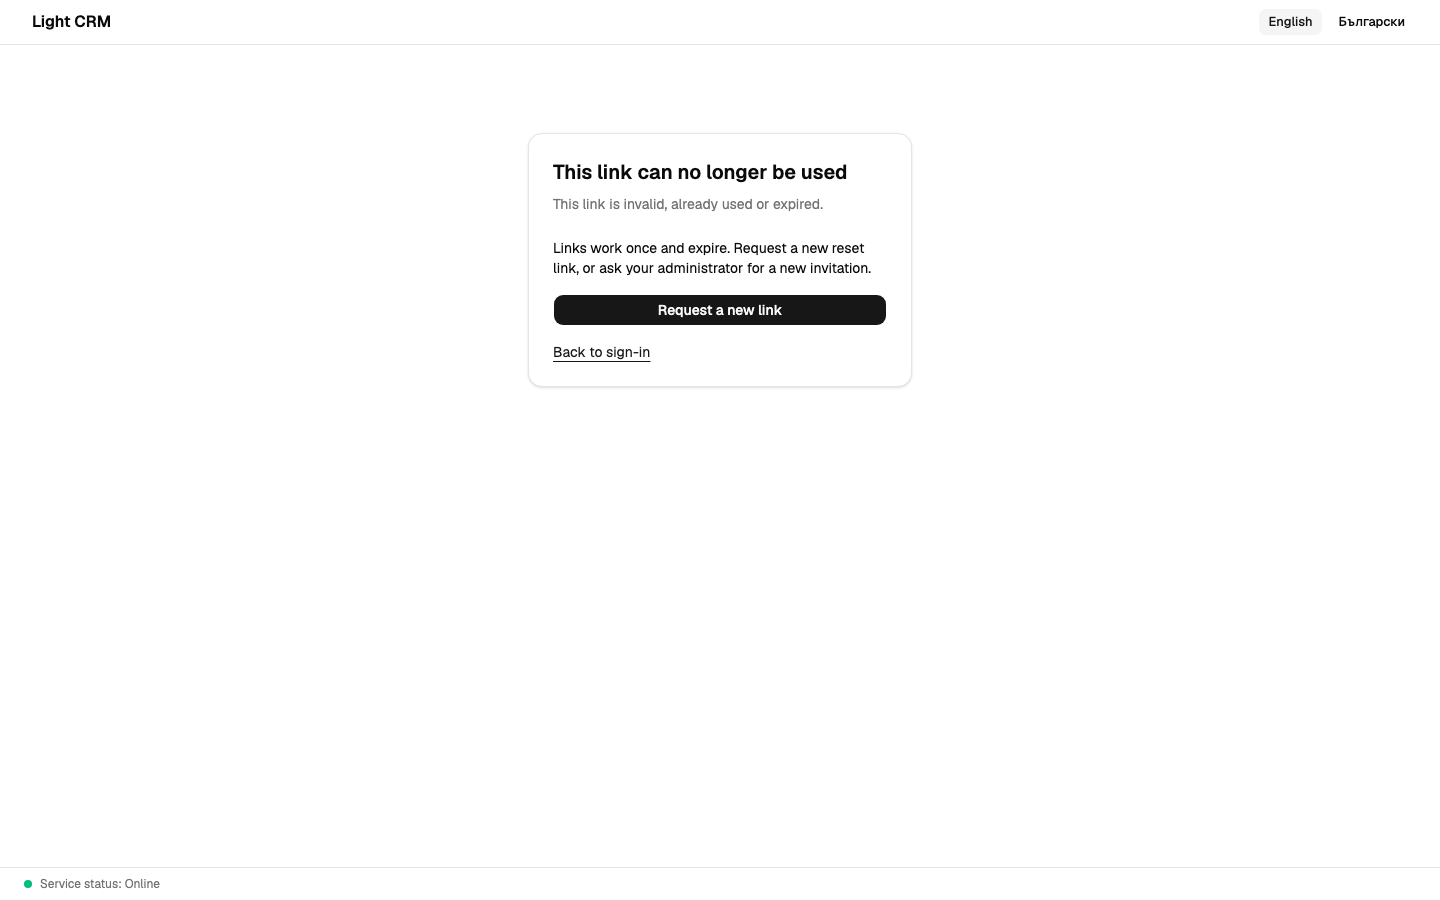 Light CRM
English
Български
This link can no longer be used
This link is invalid, already used or expired.
Links work once and expire. Request a new reset
link, or ask your administrator for a new invitation.
Request a new link
Back to sign-in
Service status: Online